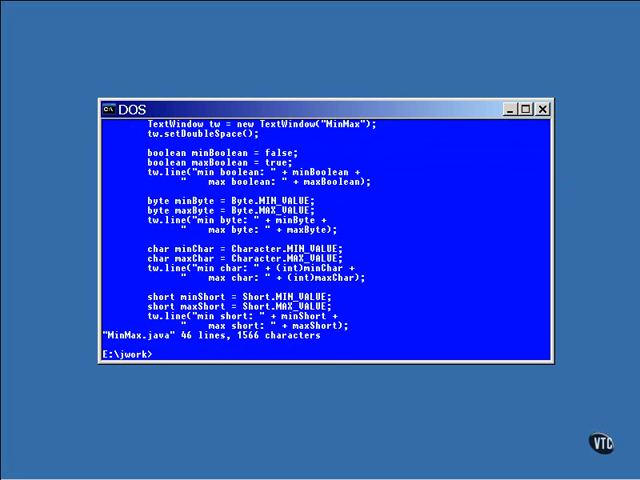 DOS
TextWindow tw = new TextWindow("MinMax");
tw.setDoubleSpace();
boolean minBoolean = false;
boolean maxBoolean = true;
tw.line("min boolean: " + minBoolean +
"    max boolean: " + maxBoolean);
byte minByte = Byte.MIN_VALUE;
byte maxByte = Byte.MAX_VALUE;
tw.line("min byte: " + minByte +
"    max byte: " + maxByte);
char minChar = Character.MIN_VALUE;
char maxChar = Character.MAX_VALUE;
tw.line("min char: " + (int)minChar +
"    max char: " + (int)maxChar);
short minShort = Short.MIN_VALUE;
short maxShort = Short.MAX_VALUE;
tw.line("min short: " + minShort +
"    max short: " + maxShort);
"MinMax.java" 46 lines, 1566 characters
E:\jwork>
VTC